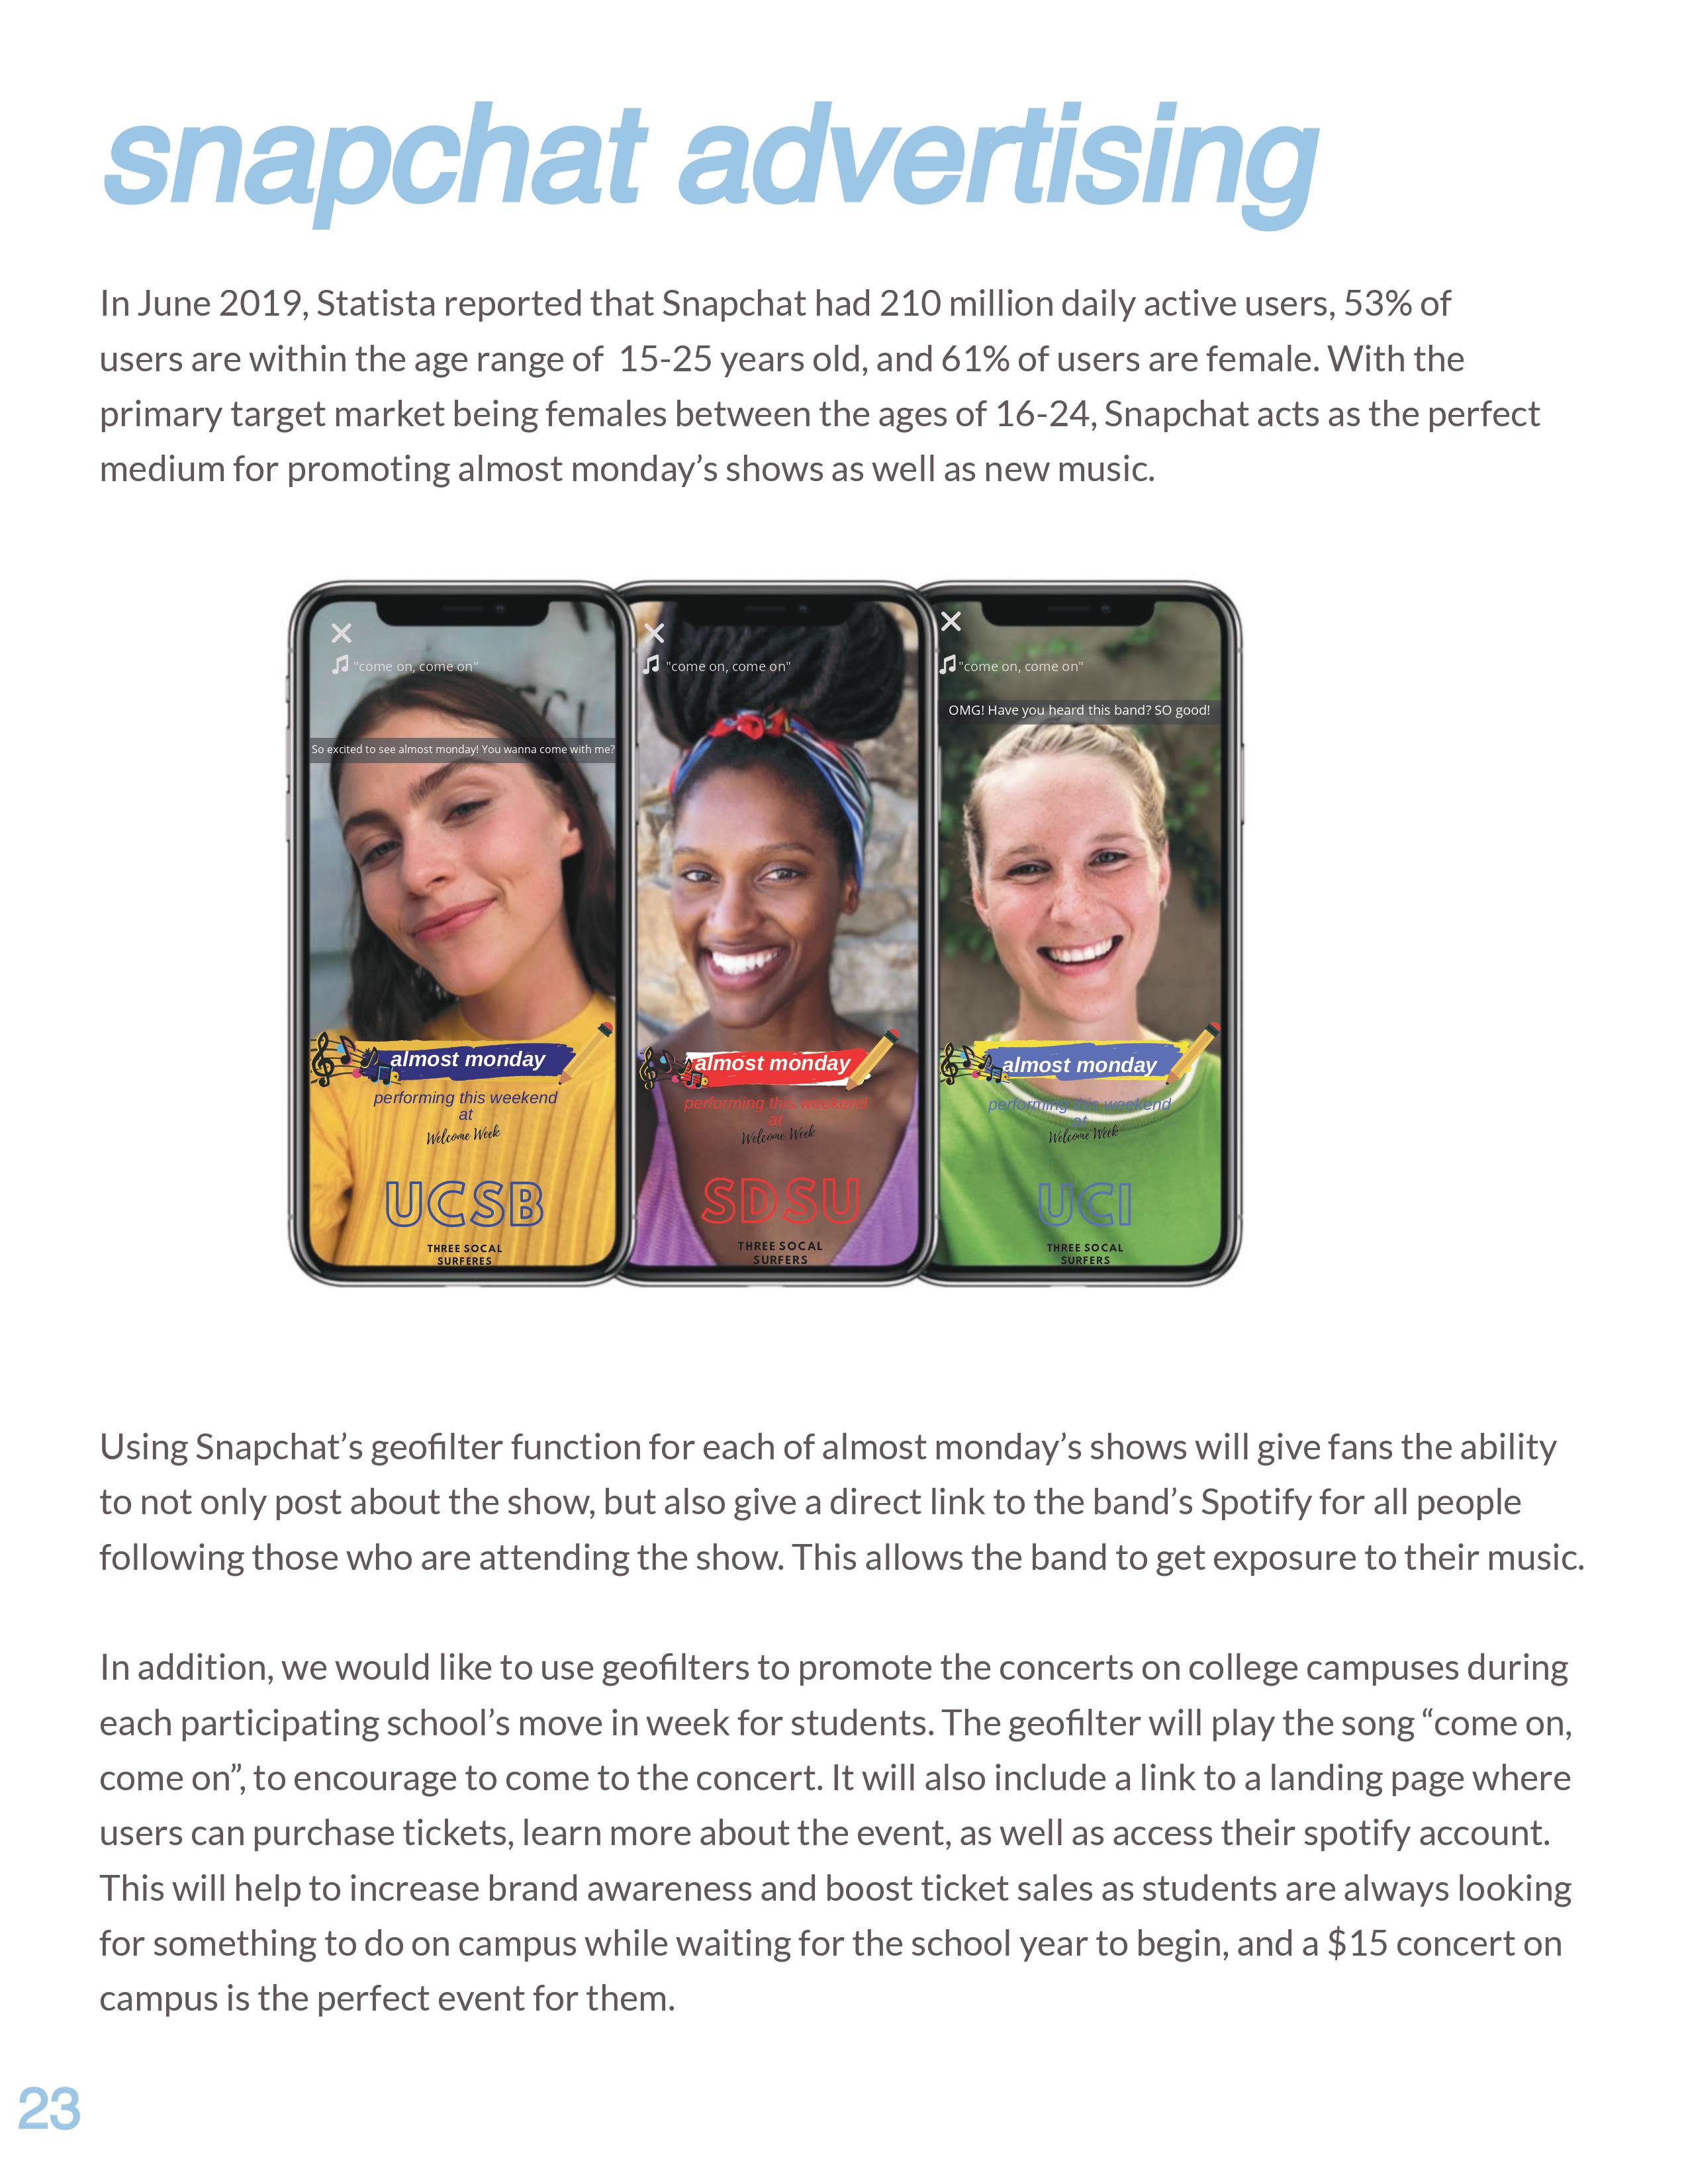 snapchat advertising
In June 2019, Statista reported that Snapchat had 210 million daily active users, 53% of
users are within the age range of  15-25 years old, and 61% of users are female. With the
primary target market being females between the ages of 16-24, Snapchat acts as the perfect
medium for promoting almost monday’s shows as well as new music.
"come on, come on"
So excited to see almost monday! You wanna come with me?
almost monday
performing this weekend
at
Welcome Week
UCSB
THREE SOCAL
SURFERES
"come on, come on"
almost monday
performing this weekend
at
Welcome Week
SDSU
THREE SOCAL
SURFERS
"come on, come on"
OMG! Have you heard this band? SO good!
almost monday
performing this weekend
at
Welcome Week
UCI
THREE SOCAL
SURFERS
Using Snapchat’s geofilter function for each of almost monday’s shows will give fans the ability
to not only post about the show, but also give a direct link to the band’s Spotify for all people
following those who are attending the show. This allows the band to get exposure to their music.
In addition, we would like to use geofilters to promote the concerts on college campuses during
each participating school’s move in week for students. The geofilter will play the song “come on,
come on”, to encourage to come to the concert. It will also include a link to a landing page where
users can purchase tickets, learn more about the event, as well as access their spotify account.
This will help to increase brand awareness and boost ticket sales as students are always looking
for something to do on campus while waiting for the school year to begin, and a $15 concert on
campus is the perfect event for them.
23